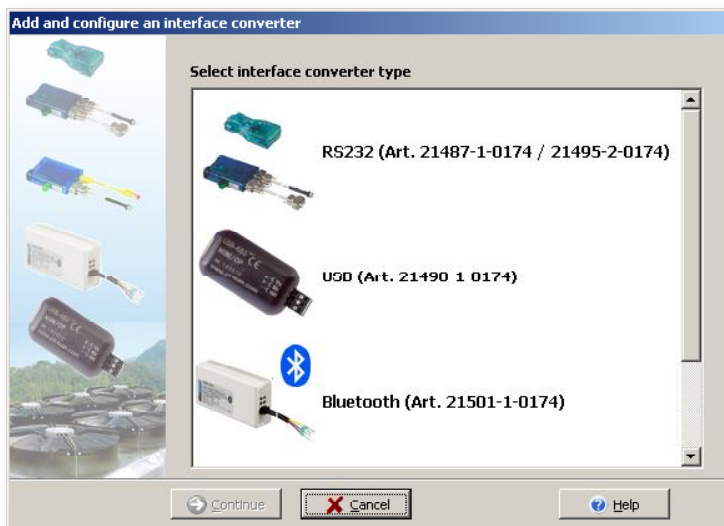 Add and configure an interface converter
Select interface converter type
RS232 (Art. 21487-1-0174 / 21495-2-0174)
USB (Art. 21490-1-0174)
Bluetooth (Art. 21501-1-0174)
Continue
Cancel
Help